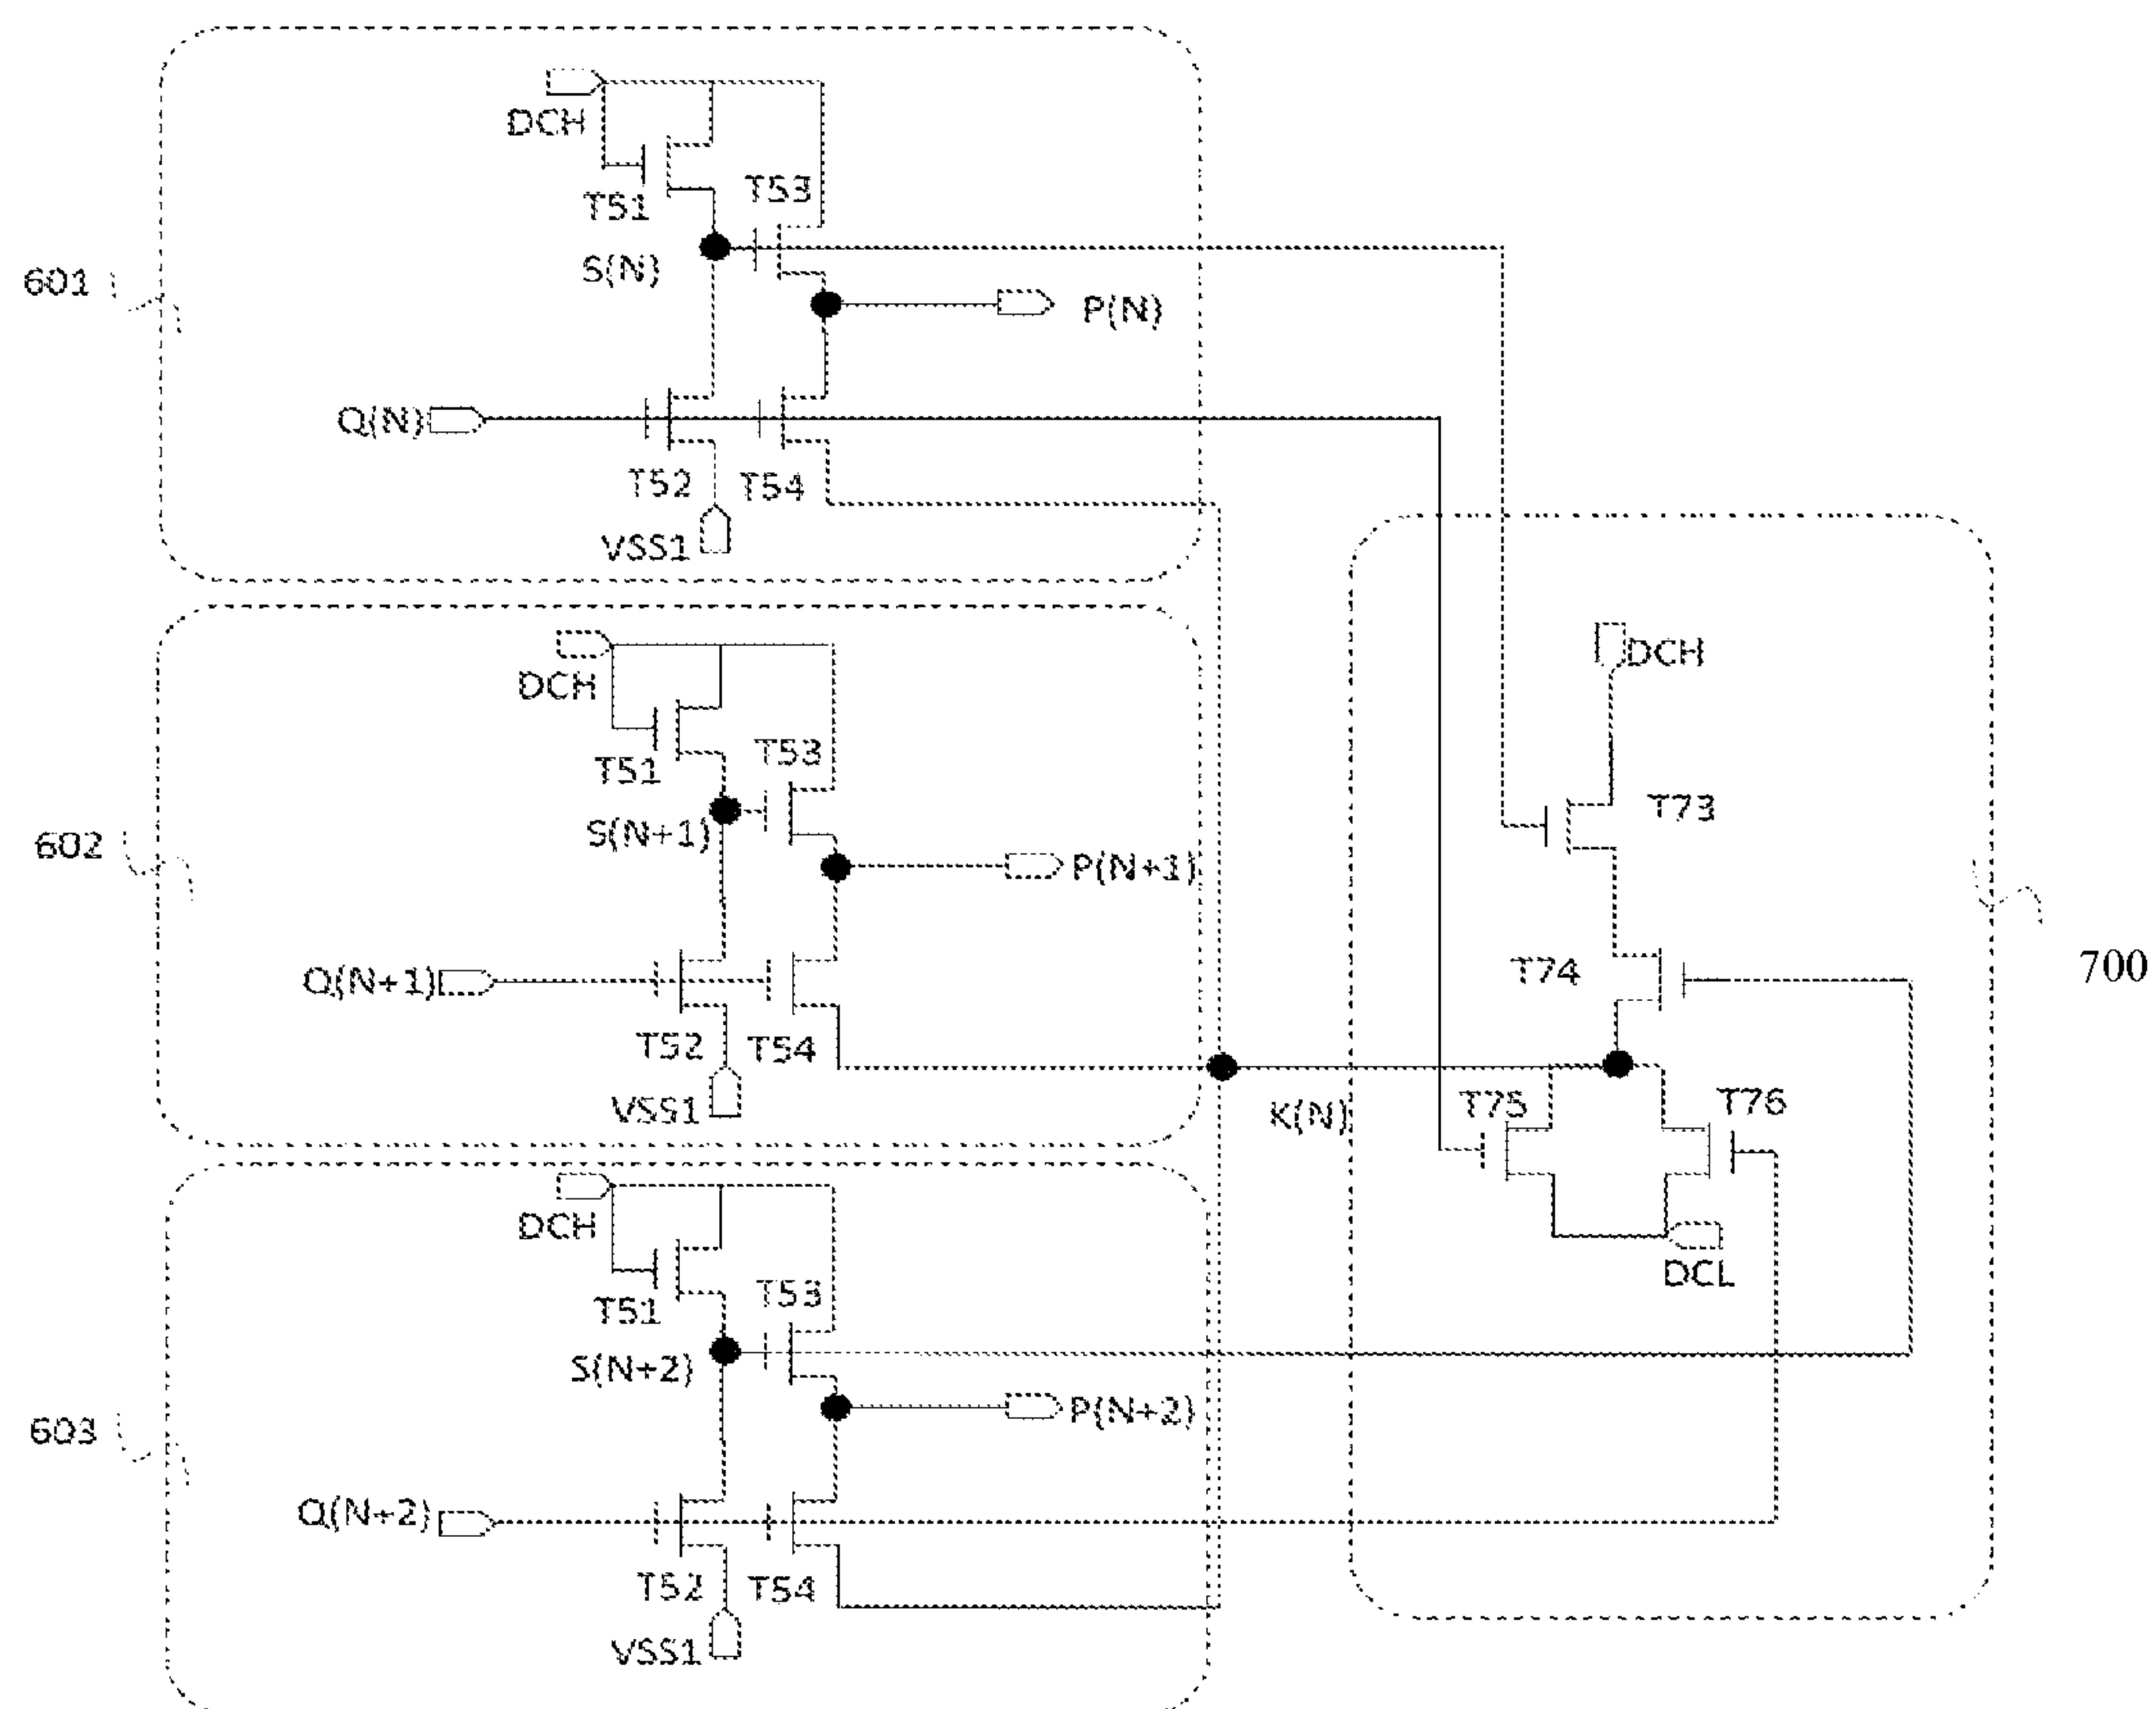 DCH
T51
T53
S(N)
601
P(N)
Q(N)
T52
T54
VSS1
DCH
T51
T53
S(N+1)
602
P(N+1)
Q(N+1)
T52
T54
VSS1
DCH
T51
T53
S(N+2)
603
P(N+2)
Q(N+2)
T52
T54
VSS1
DCH
T73
T74
700
K(N)
T75
T76
DCL